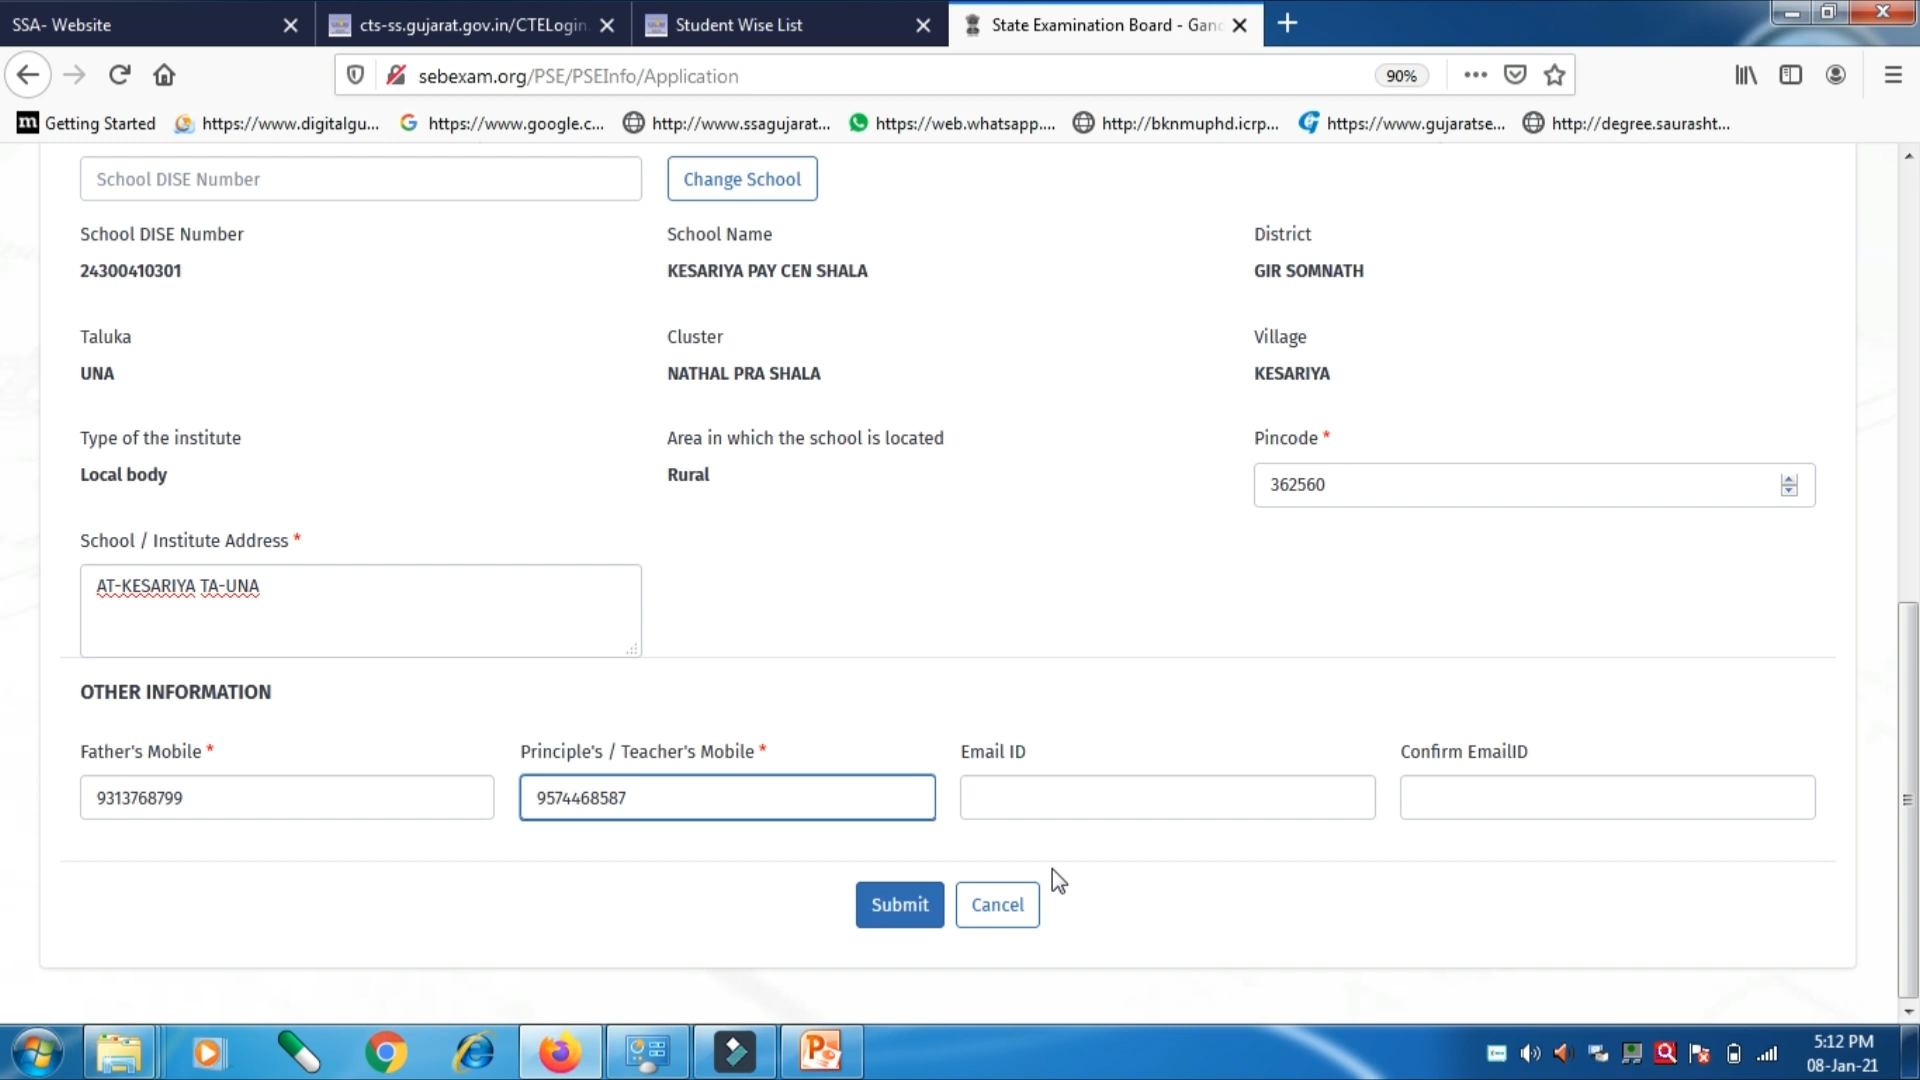 SSA- Website
cts-ss.gujarat.gov.in/CTELogin.
Student Wise List
State Examination Board - Ganc
sebexam.org/PSE/PSEInfo/Application
90%
Getting Started
https://www.digitalgu...
https://www.google.c...
http://www.ssagujarat...
https://web.whatsapp....
http://bknmuphd.icrp...
https://www.gujaratse...
http://degree.saurasht...
School DISE Number
Change School
School DISE Number
School Name
District
24300410301
KESARIYA PAY CEN SHALA
GIR SOMNATH
Taluka
Cluster
Village
UNA
NATHAL PRA SHALA
KESARIYA
Type of the institute
Area in which the school is located
Pincode *
Local body
Rural
362560
School / Institute Address *
AT-KESARIYA TA-UNA
OTHER INFORMATION
Father's Mobile *
Principle's / Teacher's Mobile *
Email ID
Confirm EmailID
9313768799
9574468587
Submit
Cancel
5:12 PM
08-Jan-21